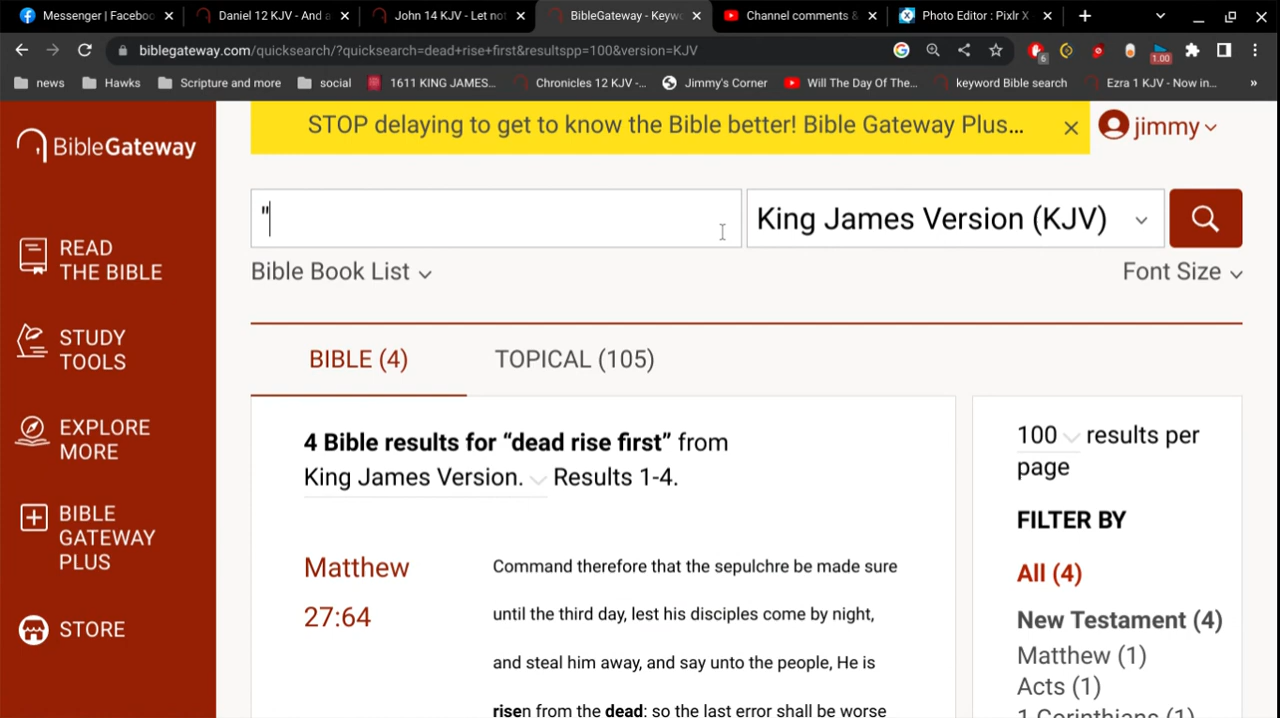 Messenger | Faceboo
Daniel 12 KJV - And a
John 14 KJV - Let not
BibleGateway - Keywo
Channel comments &
Photo Editor : Pixlr X
biblegateway.com/quicksearch/?quicksearch=dead+rise+first&resultspp=100&version=KJV
6
1.00
news
Hawks
Scripture and more
social
1611 KING JAMES...
Chronicles 12 KJV -...
Jimmy's Corner
Will The Day Of The...
keyword Bible search
Ezra 1 KJV - Now in...
»
BibleGateway
STOP delaying to get to know the Bible better! Bible Gateway Plus...
jimmy
"
King James Version (KJV)
Bible Book List
Font Size
READ
THE BIBLE
STUDY
TOOLS
EXPLORE
MORE
BIBLE
GATEWAY
PLUS
STORE
BIBLE (4)
TOPICAL (105)
4 Bible results for “dead rise first” from
King James Version. Results 1-4.
Matthew
27:64
Command therefore that the sepulchre be made sure
until the third day, lest his disciples come by night,
and steal him away, and say unto the people, He is
risen from the dead: so the last error shall be worse
100 results per
page
FILTER BY
All (4)
New Testament (4)
Matthew (1)
Acts (1)
1 Corinthians (1)